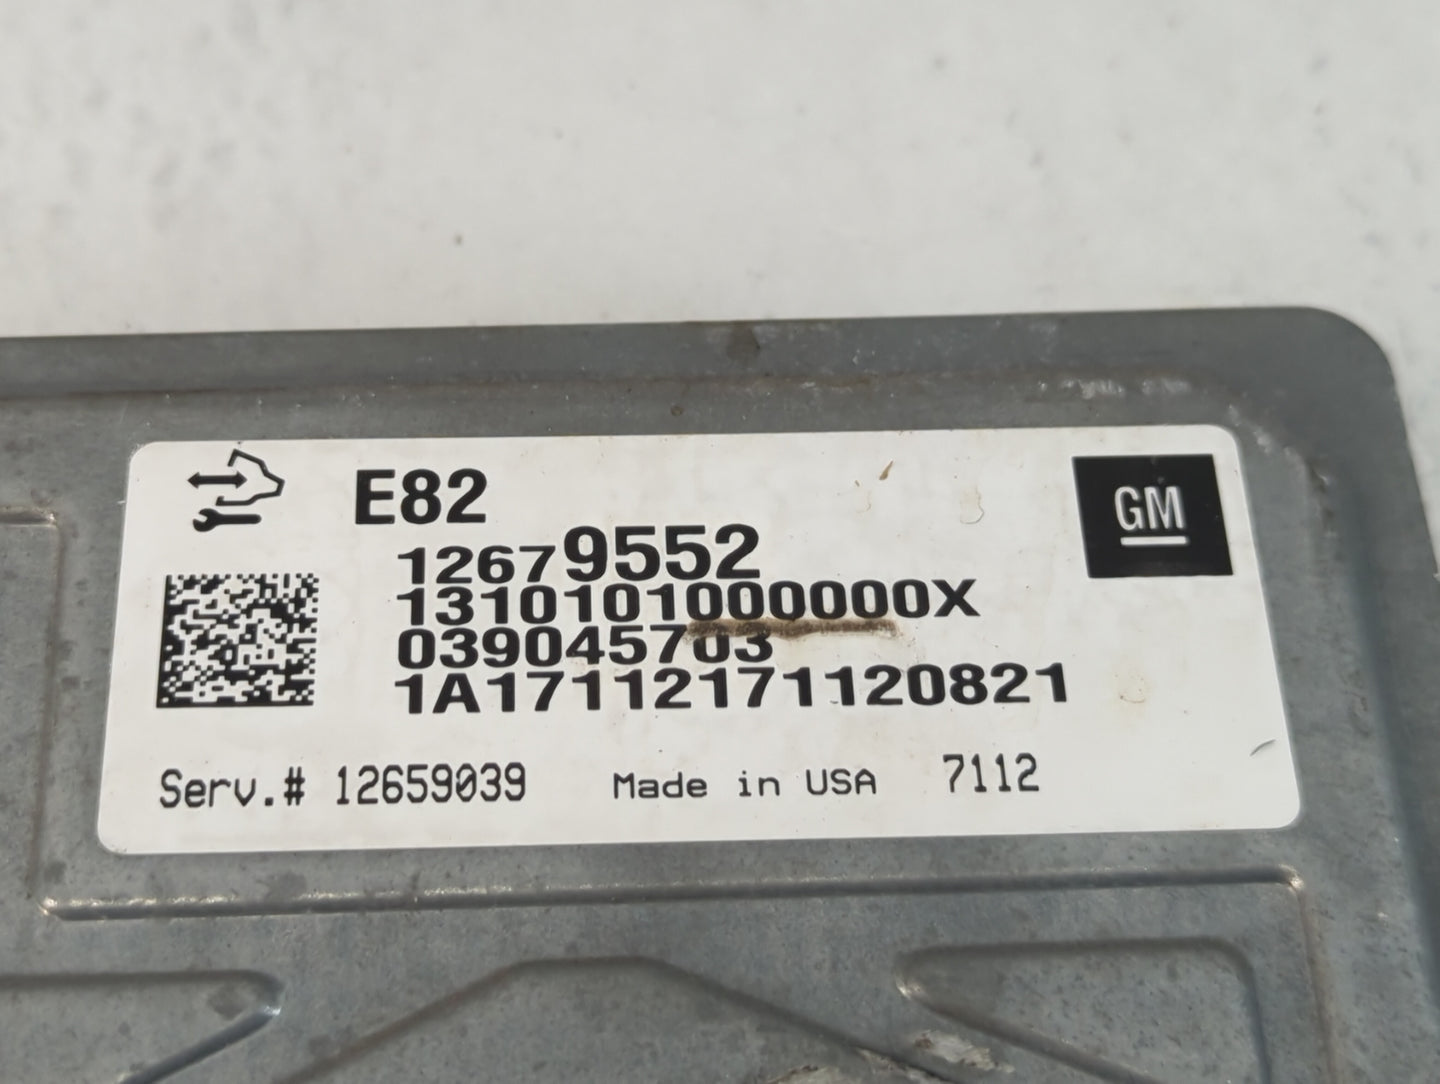 E82
GM
12679552
1310101000000X
039045703
1A17112171120821
Serv.# 12659039 Made in USA 7112